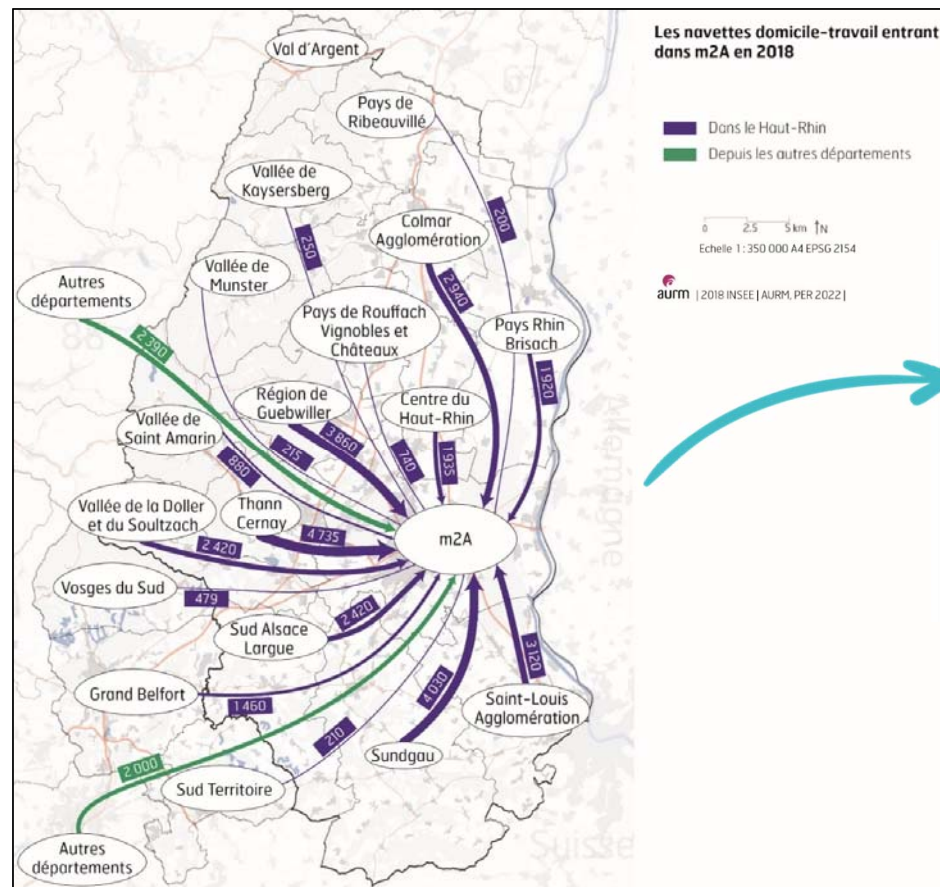 Les navettes domicile-travail entrant
dans m2A en 2018
Dans le Haut-Rhin
Depuis les autres départements
0 2.5 5 km N
Echelle 1 : 350 000 A4 EPSG 2154
aurm | 2018 INSEE | AURM, PER 2022 |
Val d'Argent
Pays de
Ribeauvillé
200
Vallée de
Kaysersberg
250
Colmar
Agglomération
2 940
Vallée de
Munster
215
Autres
départements
2 390
Pays de Rouffach
Vignobles et
Châteaux
740
Pays Rhin
Brisach
1 920
Région de
Guebwiller
3 860
Centre du
Haut-Rhin
1 935
Vallée de
Saint Amarin
880
Vallée de la Doller
et du Soultzach
2 420
Thann
Cernay
4 735
m2A
Vosges du Sud
479
Sud Alsace
Largue
2 420
Grand Belfort
1 460
Saint-Louis
Agglomération
3 120
Sundgau
4 030
Sud Territoire
210
Autres
départements
2 000
Allemagne
Suisse
88